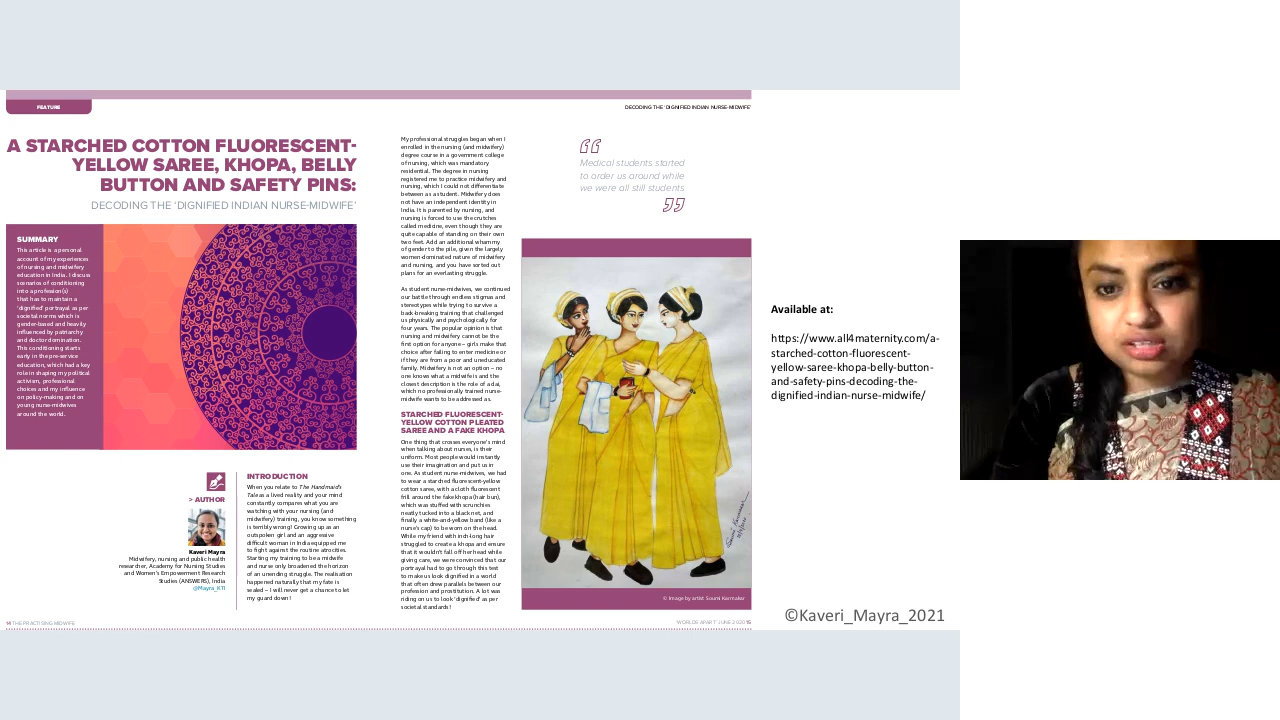 FEATURE
DECODING THE 'DIGNIFIED INDIAN NURSE-MIDWIFE'
A STARCHED COTTON FLUORESCENT-
YELLOW SAREE, KHOPA, BELLY
BUTTON AND SAFETY PINS:
DECODING THE 'DIGNIFIED INDIAN NURSE-MIDWIFE'
SUMMARY
This article is a personal
account of my experiences
of nursing and midwifery
education in India. I discuss
scenarios of conditioning
into a profession(s)
that has to maintain a
'dignified' portrayal as per
societal norms which is
gender-based and heavily
influenced by patriarchy
and doctor domination.
This conditioning starts
early in the pre-service
education, which had a key
role in shaping my political
activism, professional
choices and my influence
on policy-making and on
young nurse-midwives
around the world.
> AUTHOR
Kaveri Mayra
Midwifery, nursing and public health
researcher, Academy for Nursing Studies
and Women's Empowerment Research
Studies (ANSWERS), India
@Mayra_K11
INTRODUCTION
When you relate to The Handmaid's
Tale as a lived reality and your mind
constantly compares what you are
watching with your nursing (and
midwifery) training, you know something
is terribly wrong! Growing up as an
outspoken girl and an aggressive
difficult woman in India equipped me
to fight against the routine atrocities.
Starting my training to be a midwife
and nurse only broadened the horizon
of an unending struggle. The realisation
happened naturally that my fate is
sealed – I will never get a chance to let
my guard down!
My professional struggles began when I
enrolled in the nursing (and midwifery)
degree course in a government college
of nursing, which was mandatory
residential. The degree in nursing
registered me to practice midwifery and
nursing, which I could not differentiate
between as a student. Midwifery does
not have an independent identity in
India. It is parented by nursing, and
nursing is forced to use the crutches
called medicine, even though they are
quite capable of standing on their own
two feet. Add an additional whammy
of gender to the pile, given the largely
women-dominated nature of midwifery
and nursing, and you have sorted out
plans for an everlasting struggle.
As student nurse-midwives, we continued
our battle through endless stigmas and
stereotypes while trying to survive a
back-breaking training that challenged
us physically and psychologically for
four years. The popular opinion is that
nursing and midwifery cannot be the
first option for anyone – girls make that
choice after failing to enter medicine or
if they are from a poor and uneducated
family. Midwifery is not an option – no
one knows what a midwife is and the
closest description is the role of a dai,
which no professionally trained nurse-
midwife wants to be addressed as.
STARCHED FLUORESCENT-
YELLOW COTTON PLEATED
SAREE AND A FAKE KHOPA
One thing that crosses everyone's mind
when talking about nurses, is their
uniform. Most people would instantly
use their imagination and put us in
one. As student nurse-midwives, we had
to wear a starched fluorescent-yellow
cotton saree, with a cloth fluorescent
frill around the fake khopa (hair bun),
which was stuffed with scrunchies
neatly tucked into a black net, and
finally a white-and-yellow band (like a
nurse's cap) to be worn on the head.
While my friend with inch-long hair
struggled to create a khopa and ensure
that it wouldn't fall off her head while
giving care, we were convinced that our
portrayal had to go through this test
to make us look dignified in a world
that often drew parallels between our
profession and prostitution. A lot was
riding on us to look 'dignified' as per
societal standards!
Medical students started
to order us around while
we were all still students
© Image by artist Soumi Karmakar
14 THE PRACTISING MIDWIFE
'WORLDS APART' JUNE 2020 15
Available at:
https://www.all4maternity.com/a-
starched-cotton-fluorescent-
yellow-saree-khopa-belly-button-
and-safety-pins-decoding-the-
dignified-indian-nurse-midwife/
©Kaveri_Mayra_2021